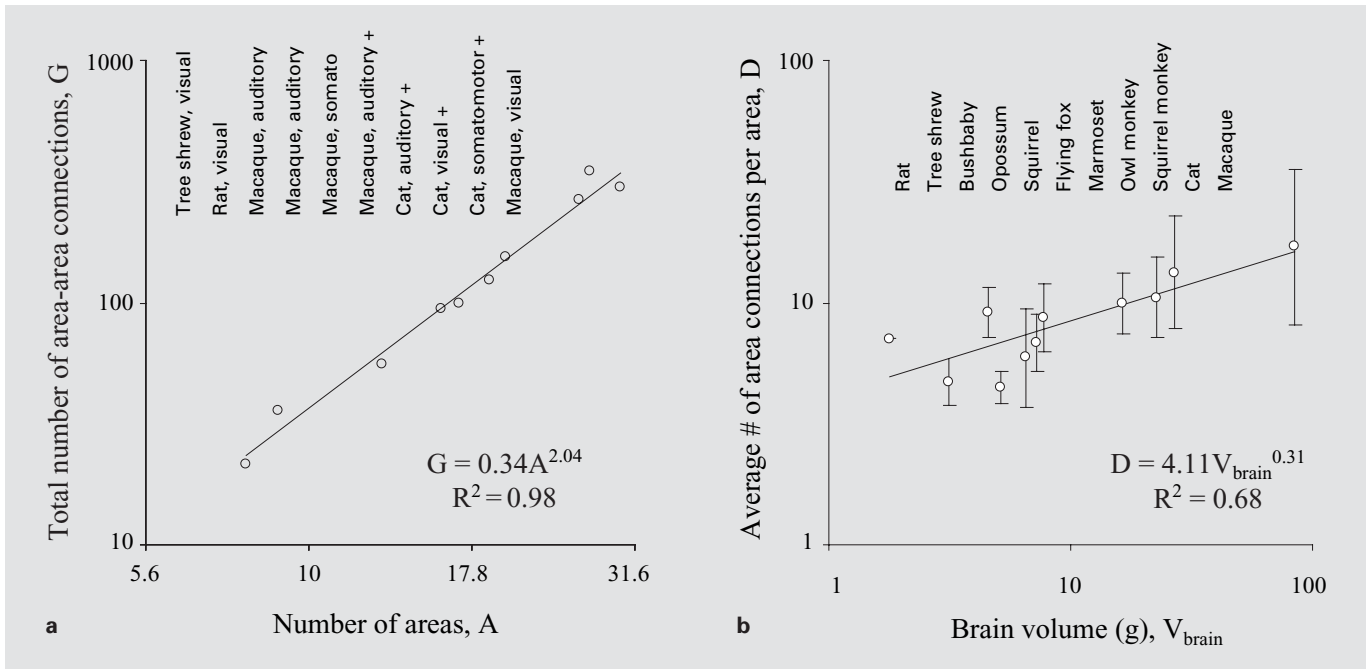 Total number of area-area connections, G
1000
100
10
Tree shrew, visual
Rat, visual
Macaque, auditory
Macaque, auditory
Macaque, somato
Macaque, auditory +
Cat, auditory +
Cat, visual +
Cat, somatomotor +
Macaque, visual
G = 0.34A^2.04
R² = 0.98
5.6
10
17.8
31.6
a
Number of areas, A
Average # of area connections per area, D
100
10
1
Rat
Tree shrew
Bushbaby
Opossum
Squirrel
Flying fox
Marmoset
Owl monkey
Squirrel monkey
Cat
Macaque
D = 4.11V_brain^0.31
R² = 0.68
1
10
100
b
Brain volume (g), V_brain